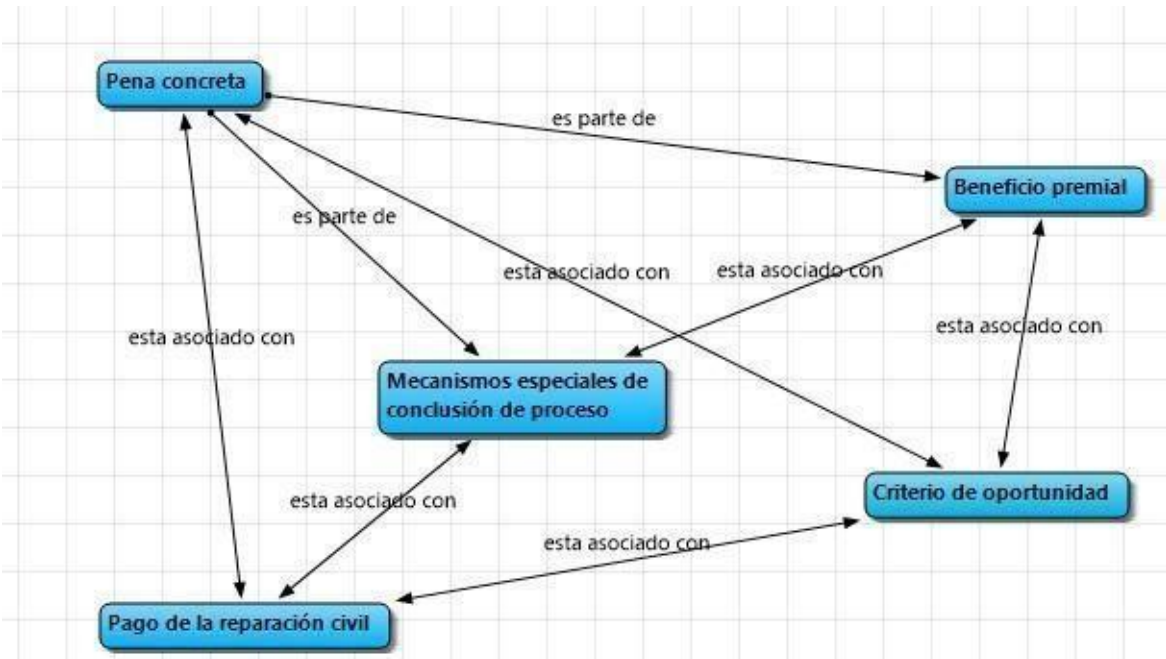 Pena concreta
es parte de
Beneficio premial
es parte de
esta asociado con
esta asociado con
esta asociado con
esta asociado con
Mecanismos especiales de
conclusión de proceso
Criterio de oportunidad
esta asociado con
esta asociado con
Pago de la reparación civil